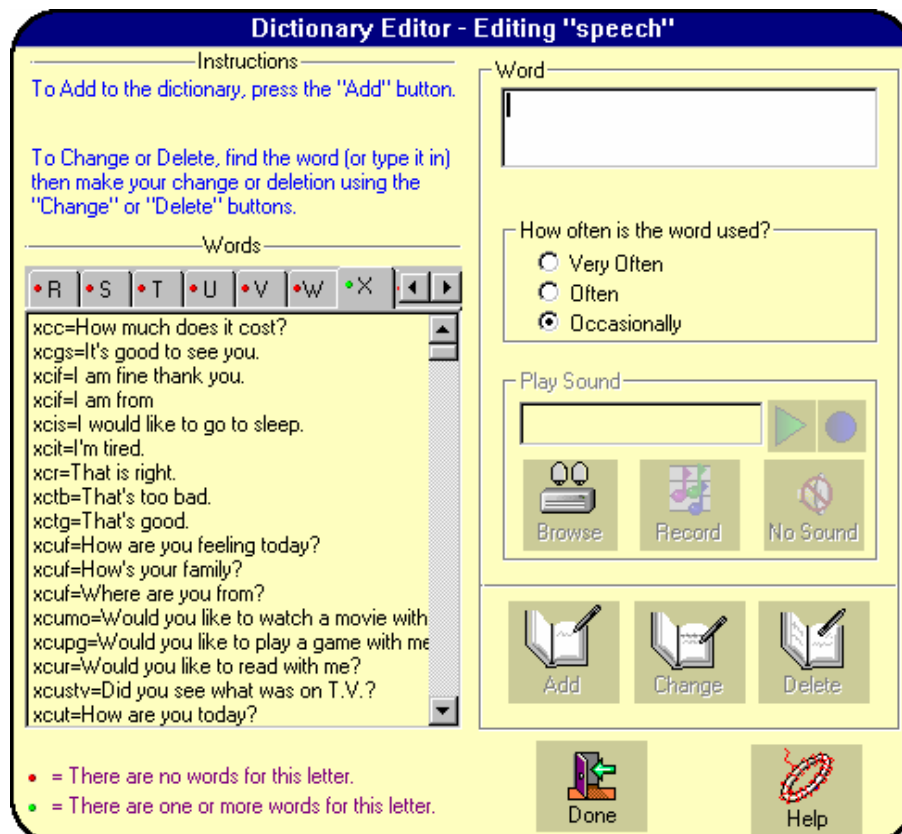 Dictionary Editor - Editing "speech"
Instructions
To Add to the dictionary, press the "Add" button.
To Change or Delete, find the word (or type it in)
then make your change or deletion using the
"Change" or "Delete" buttons.
Words
R S T U V W X
xcc=How much does it cost?
xcgs=It's good to see you.
xcif=I am fine thank you.
xcif=I am from
xcis=I would like to go to sleep.
xcit=I'm tired.
xcr=That is right.
xctb=That's too bad.
xctg=That's good.
xcuf=How are you feeling today?
xcuf=How's your family?
xcuf=Where are you from?
xcumo=Would you like to watch a movie with
xcupg=Would you like to play a game with me
xcur=Would you like to read with me?
xcustv=Did you see what was on T.V.?
xcut=How are you today?
= There are no words for this letter.
= There are one or more words for this letter.
Word
How often is the word used?
Very Often
Often
Occasionally
Play Sound
Browse Record No Sound
Add Change Delete
Done Help